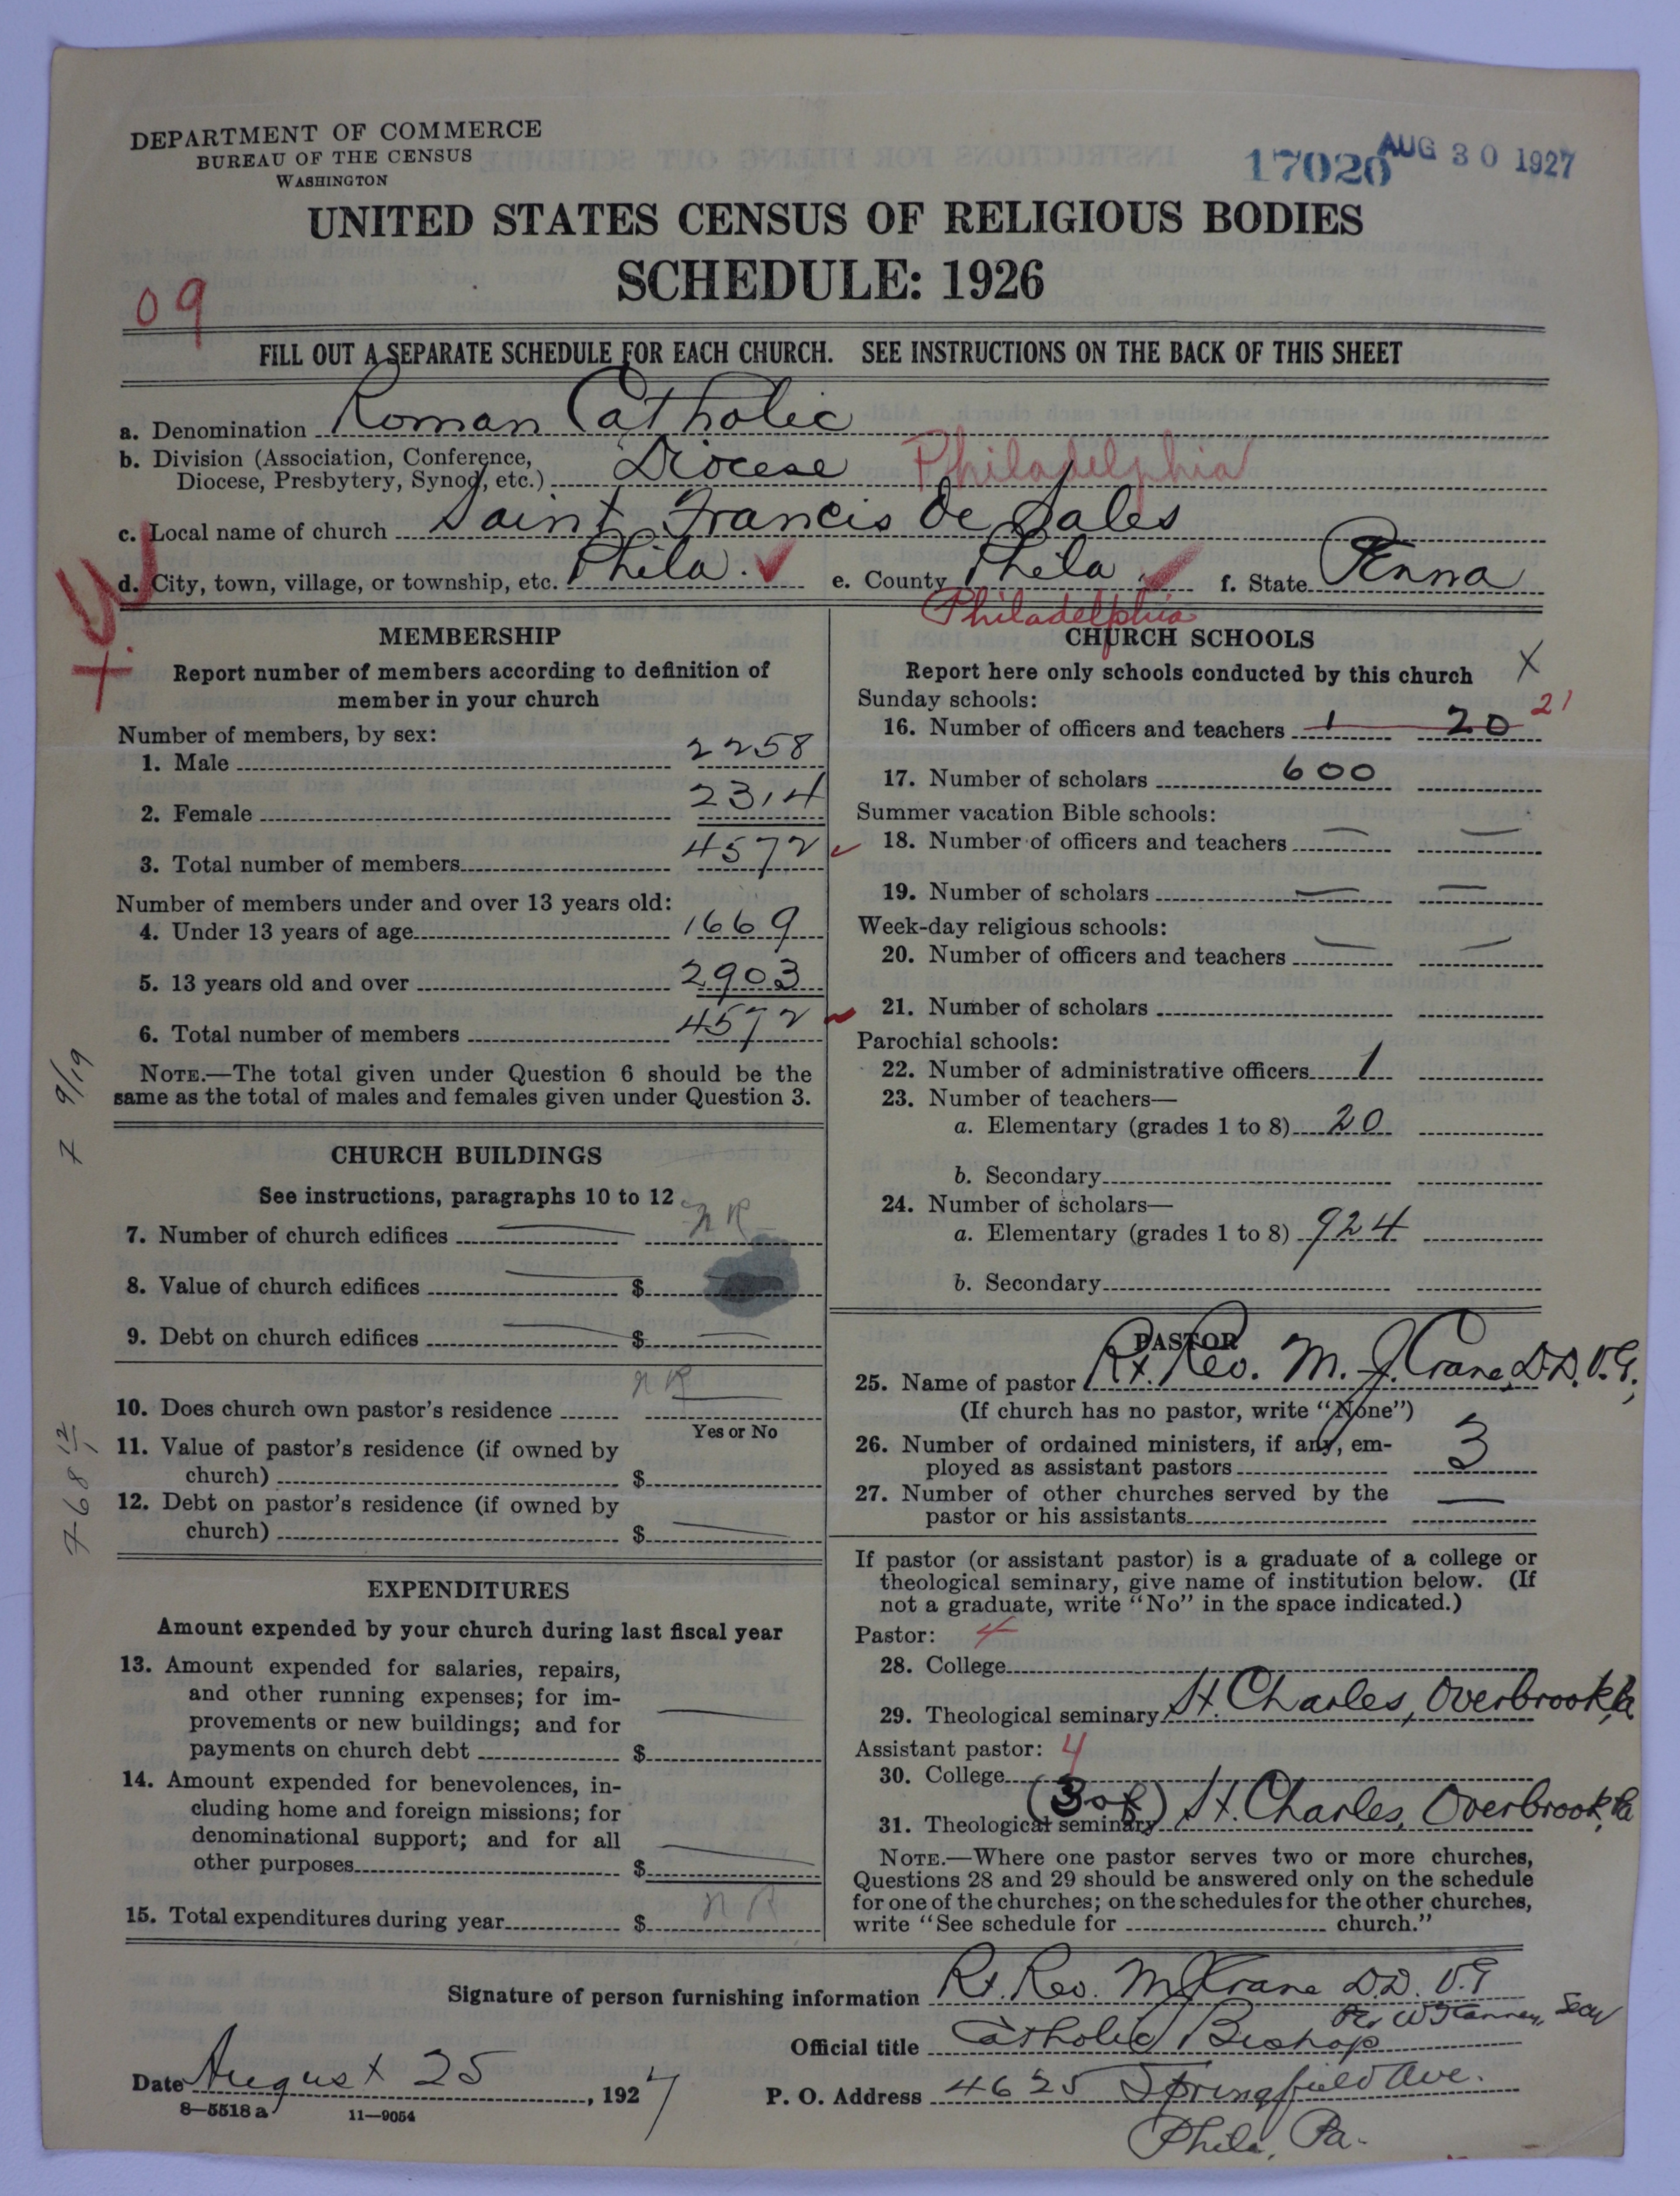 DEPARTMENT OF COMMERCE
BUREAU OF THE CENSUS
WASHINGTON
17020 AUG 30 1927
UNITED STATES CENSUS OF RELIGIOUS BODIES
SCHEDULE: 1926
09
FILL OUT A SEPARATE SCHEDULE FOR EACH CHURCH. SEE INSTRUCTIONS ON THE BACK OF THIS SHEET
a. Denomination Roman Catholic
b. Division (Association, Conference,
Diocese, Presbytery, Synod, etc.) Diocese Philadelphia
c. Local name of church Saint Francis de Sales
d. City, town, village, or township, etc. Phila. e. County Phila f. State Penna
Philadelphia
MEMBERSHIP
Report number of members according to definition of
member in your church
Number of members, by sex:
1. Male 2258
2. Female 2314
3. Total number of members 4572
Number of members under and over 13 years old:
4. Under 13 years of age 1669
5. 13 years old and over 2903
6. Total number of members 4572
NOTE.—The total given under Question 6 should be the
same as the total of males and females given under Question 3.
7 9/19
CHURCH BUILDINGS
See instructions, paragraphs 10 to 12
7. Number of church edifices NR
8. Value of church edifices $
9. Debt on church edifices $
10. Does church own pastor's residence NR
Yes or No
11. Value of pastor's residence (if owned by
church) $
12. Debt on pastor's residence (if owned by
church) $
EXPENDITURES
Amount expended by your church during last fiscal year
13. Amount expended for salaries, repairs,
and other running expenses; for im-
provements or new buildings; and for
payments on church debt $
14. Amount expended for benevolences, in-
cluding home and foreign missions; for
denominational support; and for all
other purposes $
15. Total expenditures during year $ NR
CHURCH SCHOOLS
Report here only schools conducted by this church X
Sunday schools:
16. Number of officers and teachers 1 20 21
17. Number of scholars 600
Summer vacation Bible schools:
18. Number of officers and teachers — —
19. Number of scholars — —
Week-day religious schools:
20. Number of officers and teachers — —
21. Number of scholars
Parochial schools:
22. Number of administrative officers 1
23. Number of teachers—
a. Elementary (grades 1 to 8) 20
b. Secondary
24. Number of scholars—
a. Elementary (grades 1 to 8) 924
b. Secondary
PASTOR
25. Name of pastor Rt. Rev. M. J. Crane, D.D. V.G.,
(If church has no pastor, write "None")
26. Number of ordained ministers, if any, em-
ployed as assistant pastors 3
27. Number of other churches served by the
pastor or his assistants —
If pastor (or assistant pastor) is a graduate of a college or
theological seminary, give name of institution below. (If
not a graduate, write "No" in the space indicated.)
Pastor: 4
28. College
29. Theological seminary St. Charles, Overbrook, Pa
Assistant pastor: 4
30. College
31. Theological seminary (3 of) St. Charles, Overbrook, Pa
NOTE.—Where one pastor serves two or more churches,
Questions 28 and 29 should be answered only on the schedule
for one of the churches; on the schedules for the other churches,
write "See schedule for church."
Signature of person furnishing information Rt. Rev. M J Crane D.D. V.G
Per Secy
Official title Catholic Bishop
Date August 25, 1927 P. O. Address 4625 Springfield Ave.
8—5518 a 11—9054
Phila, Pa.